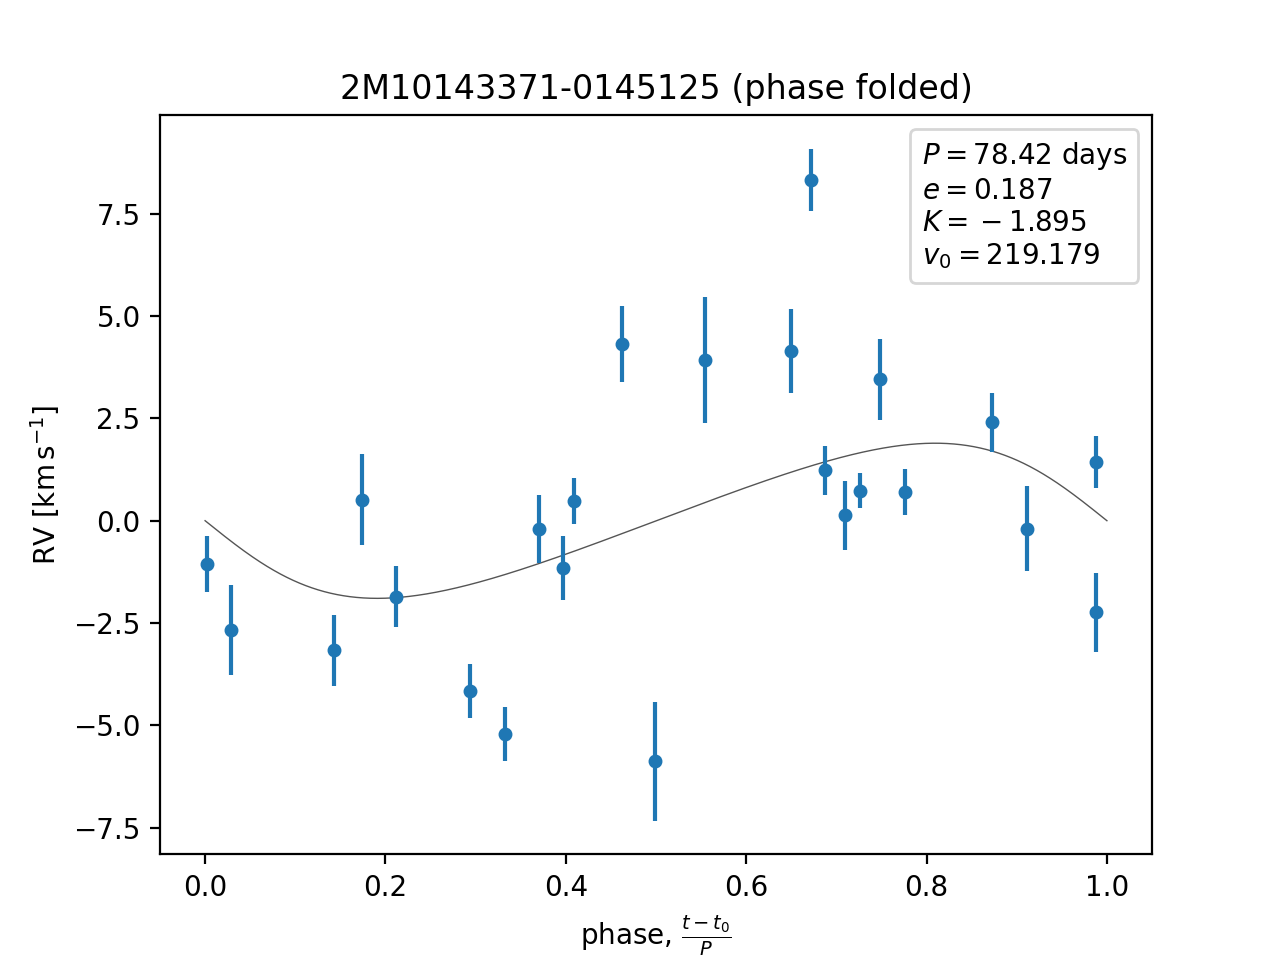 2M10143371-0145125 (phase folded)
P = 78.42 days
e = 0.187
K = −1.895
v₀ = 219.179
RV [km s⁻¹]
7.5
5.0
2.5
0.0
−2.5
−5.0
−7.5
0.0 0.2 0.4 0.6 0.8 1.0
phase, (t − t₀)/P